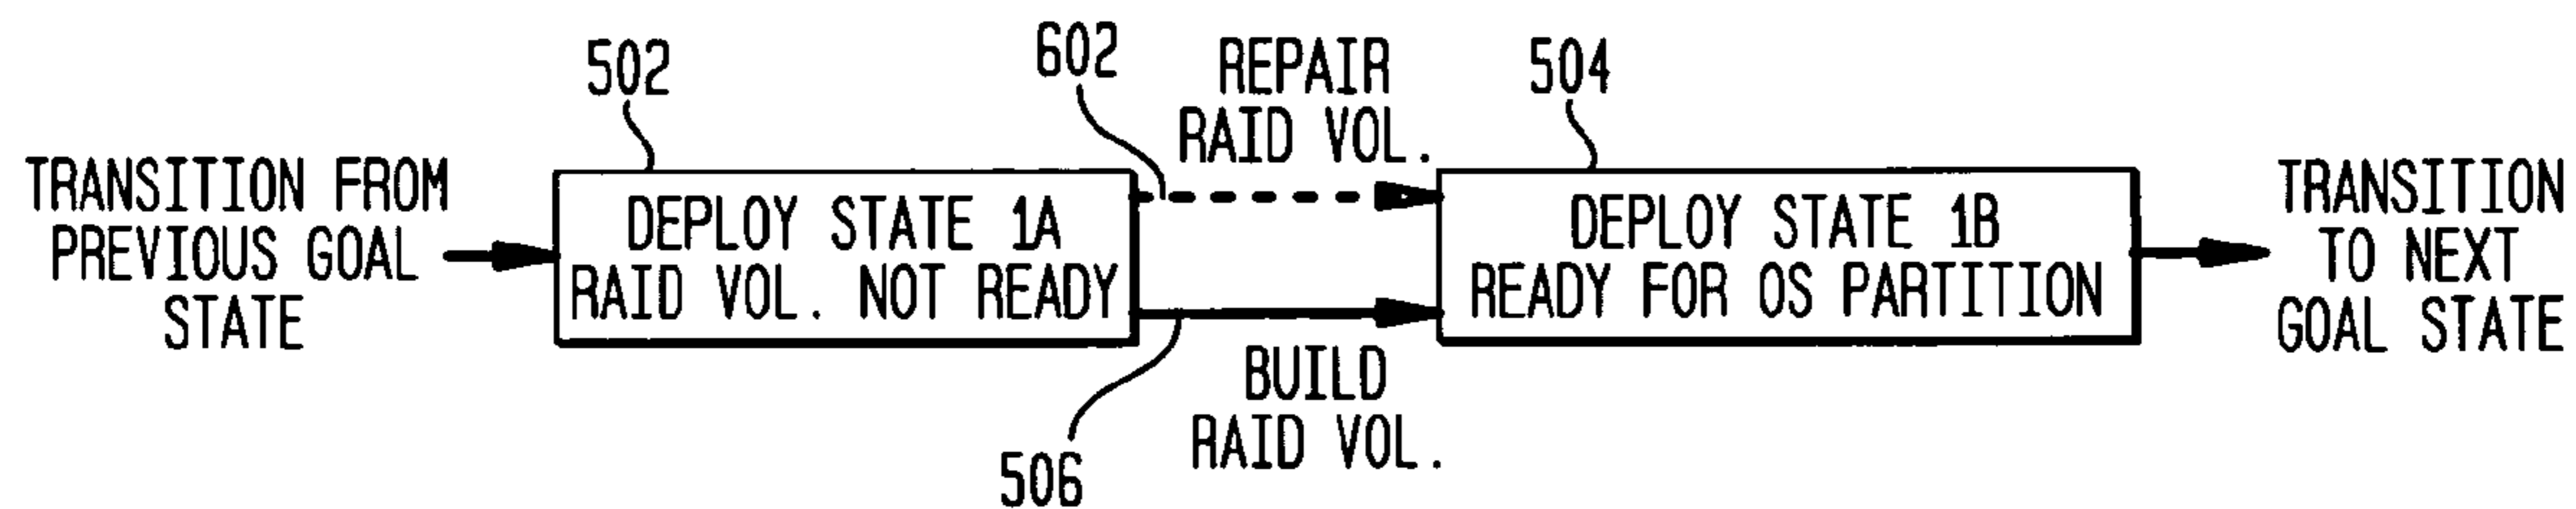 TRANSITION FROM
PREVIOUS GOAL
STATE
502
DEPLOY STATE 1A
RAID VOL. NOT READY
602
REPAIR
RAID VOL.
506
BUILD
RAID VOL.
504
DEPLOY STATE 1B
READY FOR OS PARTITION
TRANSITION
TO NEXT
GOAL STATE